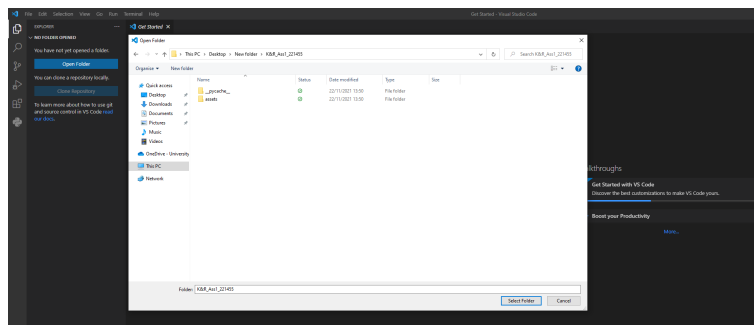 File Edit Selection View Go Run Terminal Help
Get Started - Visual Studio Code
EXPLORER
NO FOLDER OPENED
You have not yet opened a folder.
Open Folder
You can clone a repository locally.
Clone Repository
To learn more about how to use git
and source control in VS Code read
our docs.
Get Started
Open Folder
This PC > Desktop > New folder > KI&R_Ass1_221455
Search KI&R_Ass1_221455
Organise New folder
Name Status Date modified Type Size
Quick access
Desktop
Downloads
Documents
Pictures
Music
Videos
OneDrive - University
This PC
Network
__pycache__ 22/11/2021 15:50 File folder
assets 22/11/2021 15:50 File folder
Folder: KI&R_Ass1_221455
Select Folder Cancel
lkthroughs
Get Started with VS Code
Discover the best customizations to make VS Code yours.
Boost your Productivity
More...